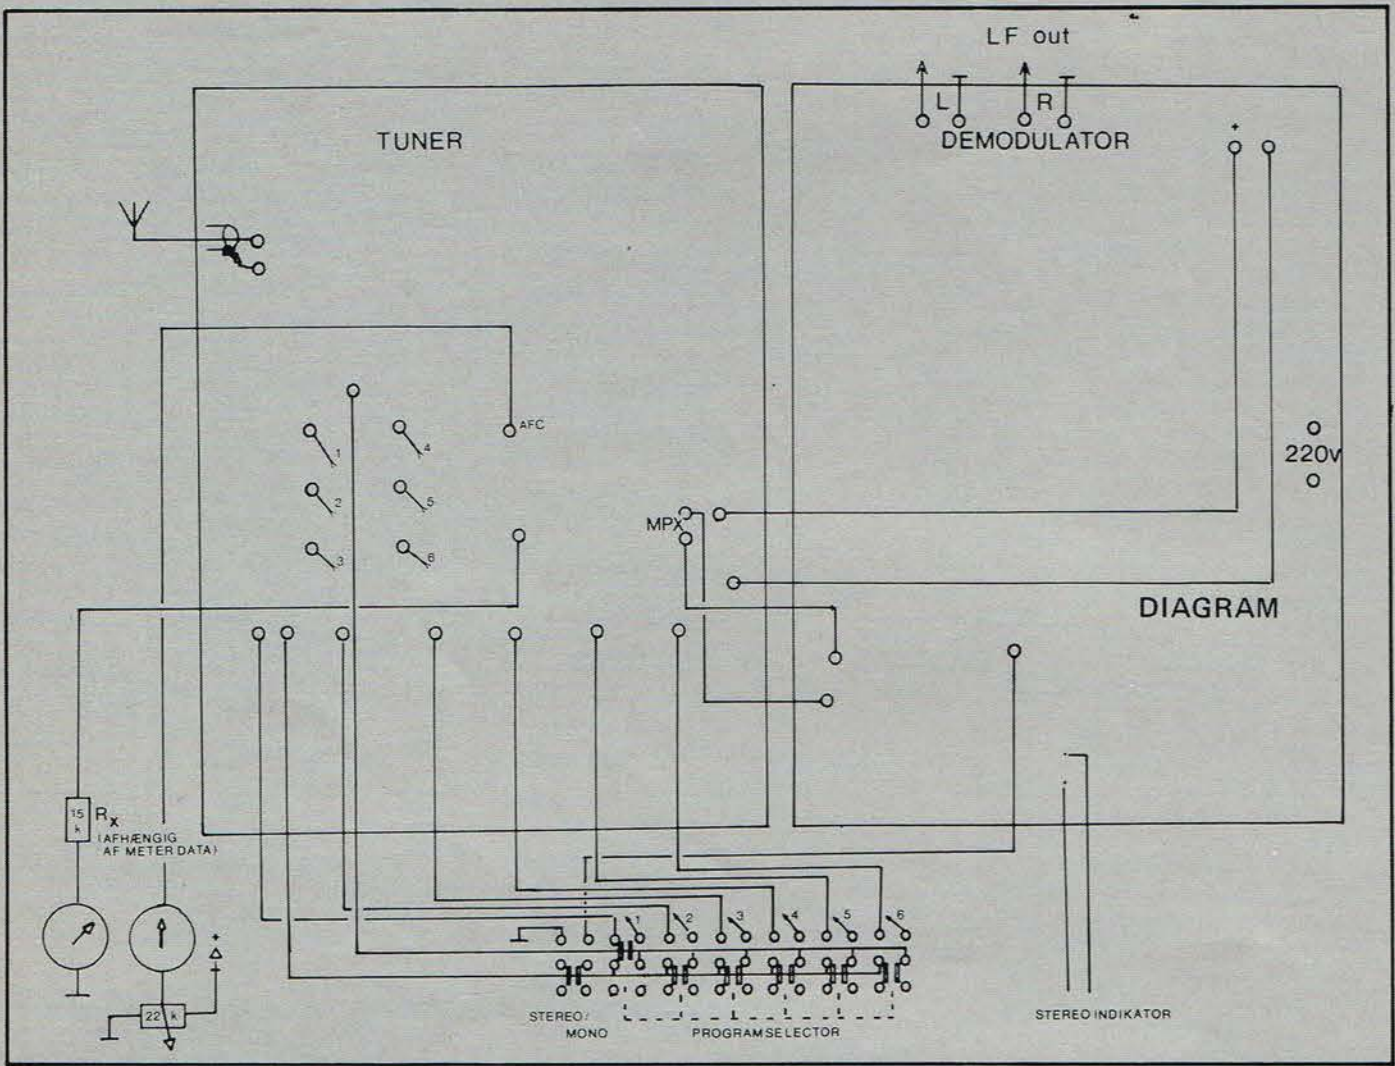 LF out
L
R
TUNER
DEMODULATOR
+
AFC
1
4
2
5
3
6
220v
MPX
DIAGRAM
15
k
Rx
(AFHÆNGIG
AF METER DATA)
1
2
3
4
5
6
+
22 k
STEREO/
MONO
PROGRAMSELECTOR
STEREO INDIKATOR